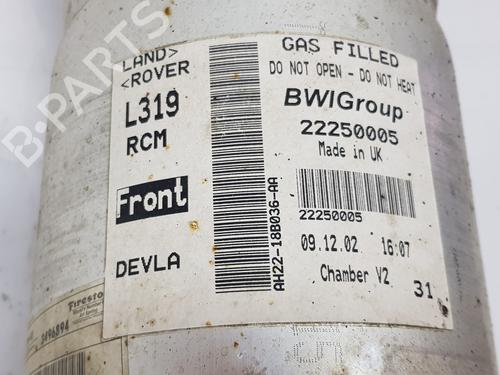 LAND>
<ROVER
L319
RCM
Front
DEVLA
AH22-18B036-AA
GAS FILLED
DO NOT OPEN - DO NOT HEAT
BWIGroup
22250005
Made in UK
22250005
09.12.02 16:07
Chamber V2
31
B-PARTS